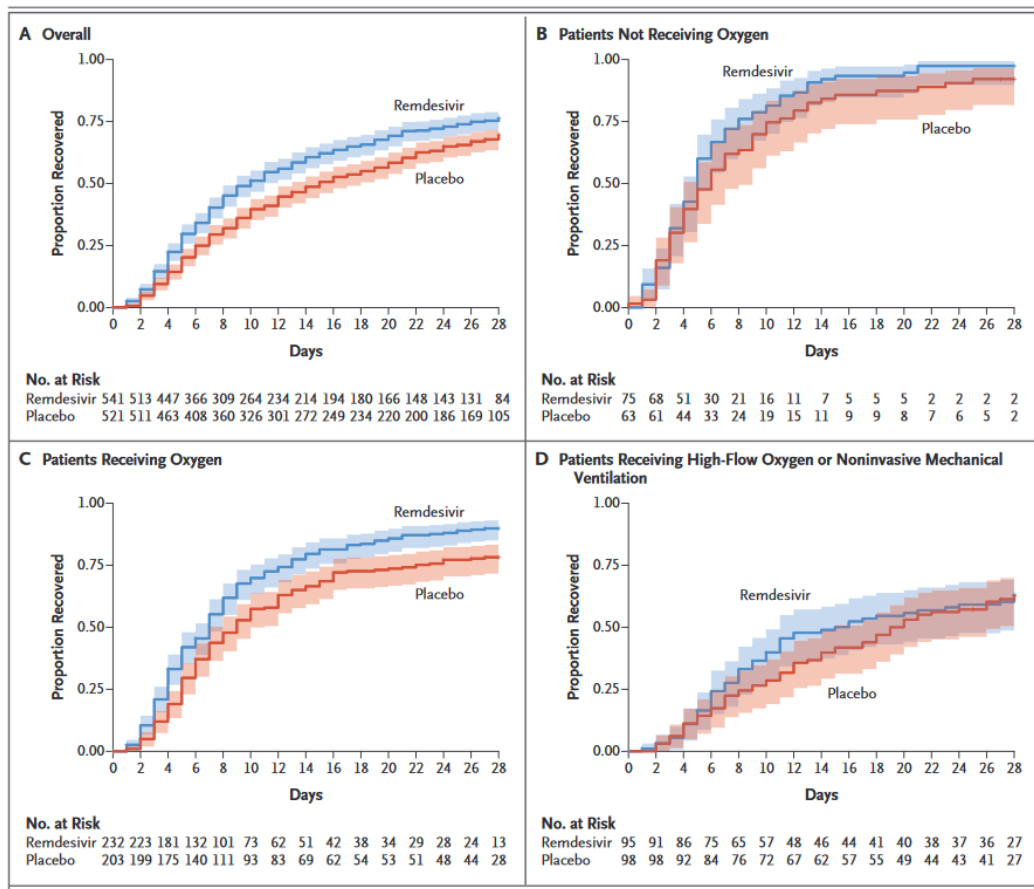 A Overall
1.00
0.75
0.50
0.25
0.00
Proportion Recovered
Remdesivir
Placebo
0 2 4 6 8 10 12 14 16 18 20 22 24 26 28
Days
No. at Risk
Remdesivir 541 513 447 366 309 264 234 214 194 180 166 148 143 131 84
Placebo 521 511 463 408 360 326 301 272 249 234 220 200 186 169 105
B Patients Not Receiving Oxygen
1.00
0.75
0.50
0.25
0.00
Proportion Recovered
Remdesivir
Placebo
0 2 4 6 8 10 12 14 16 18 20 22 24 26 28
Days
No. at Risk
Remdesivir 75 68 51 30 21 16 11 7 5 5 5 2 2 2 2
Placebo 63 61 44 33 24 19 15 11 9 9 8 7 6 5 2
C Patients Receiving Oxygen
1.00
0.75
0.50
0.25
0.00
Proportion Recovered
Remdesivir
Placebo
0 2 4 6 8 10 12 14 16 18 20 22 24 26 28
Days
No. at Risk
Remdesivir 232 223 181 132 101 73 62 51 42 38 34 29 28 24 13
Placebo 203 199 175 140 111 93 83 69 62 54 53 51 48 44 28
D Patients Receiving High-Flow Oxygen or Noninvasive Mechanical
Ventilation
1.00
0.75
0.50
0.25
0.00
Proportion Recovered
Remdesivir
Placebo
0 2 4 6 8 10 12 14 16 18 20 22 24 26 28
Days
No. at Risk
Remdesivir 95 91 86 75 65 57 48 46 44 41 40 38 37 36 27
Placebo 98 98 92 84 76 72 67 62 57 55 49 44 43 41 27